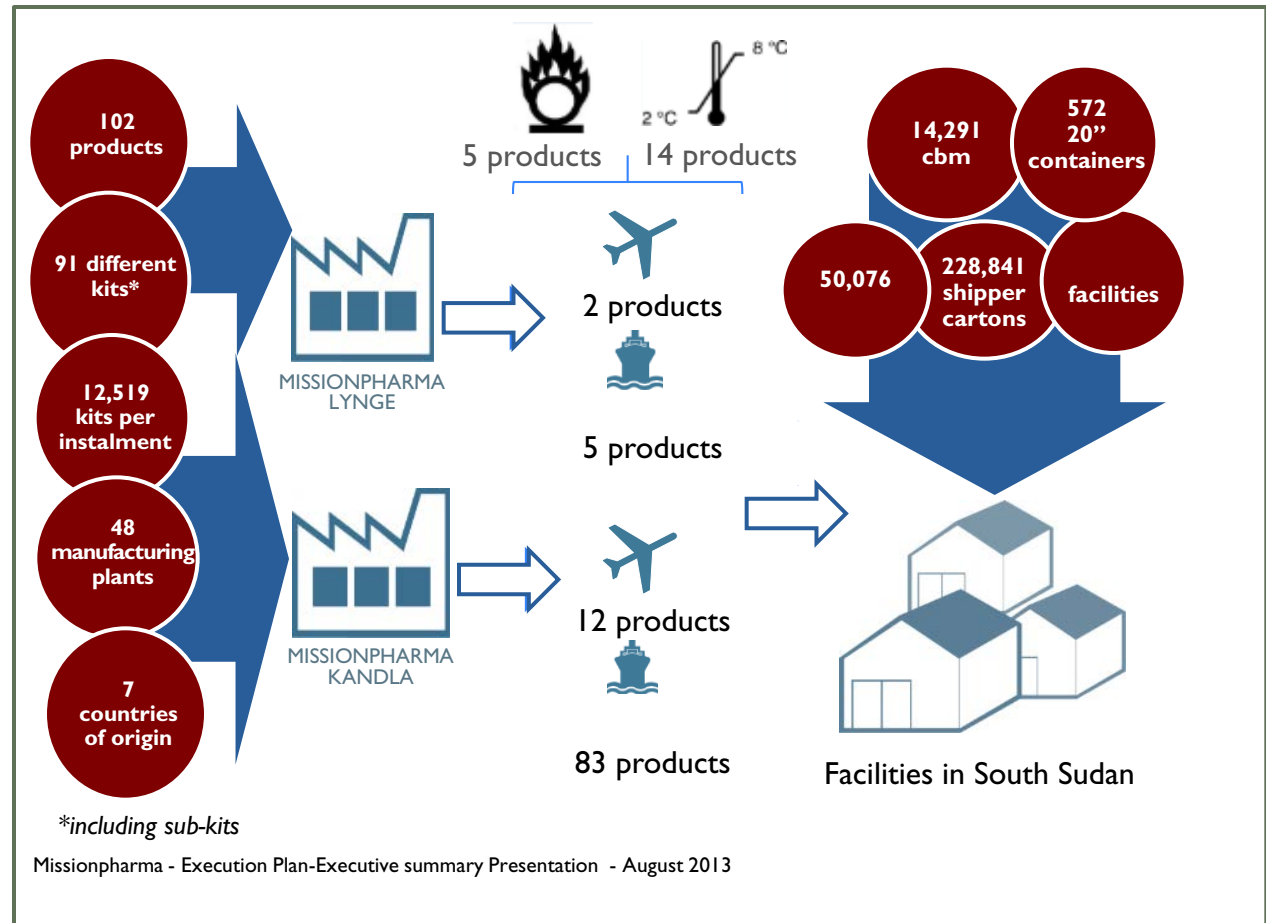 102
products
91 different
kits*
12,519
kits per
instalment
48
manufacturing
plants
7
countries
of origin
*including sub-kits
MISSIONPHARMA
LYNGE
MISSIONPHARMA
KANDLA
8 °C
2 °C
5 products
14 products
2 products
5 products
12 products
83 products
14,291
cbm
572
20”
containers
50,076
228,841
shipper
cartons
facilities
Facilities in South Sudan
Missionpharma - Execution Plan-Executive summary Presentation - August 2013